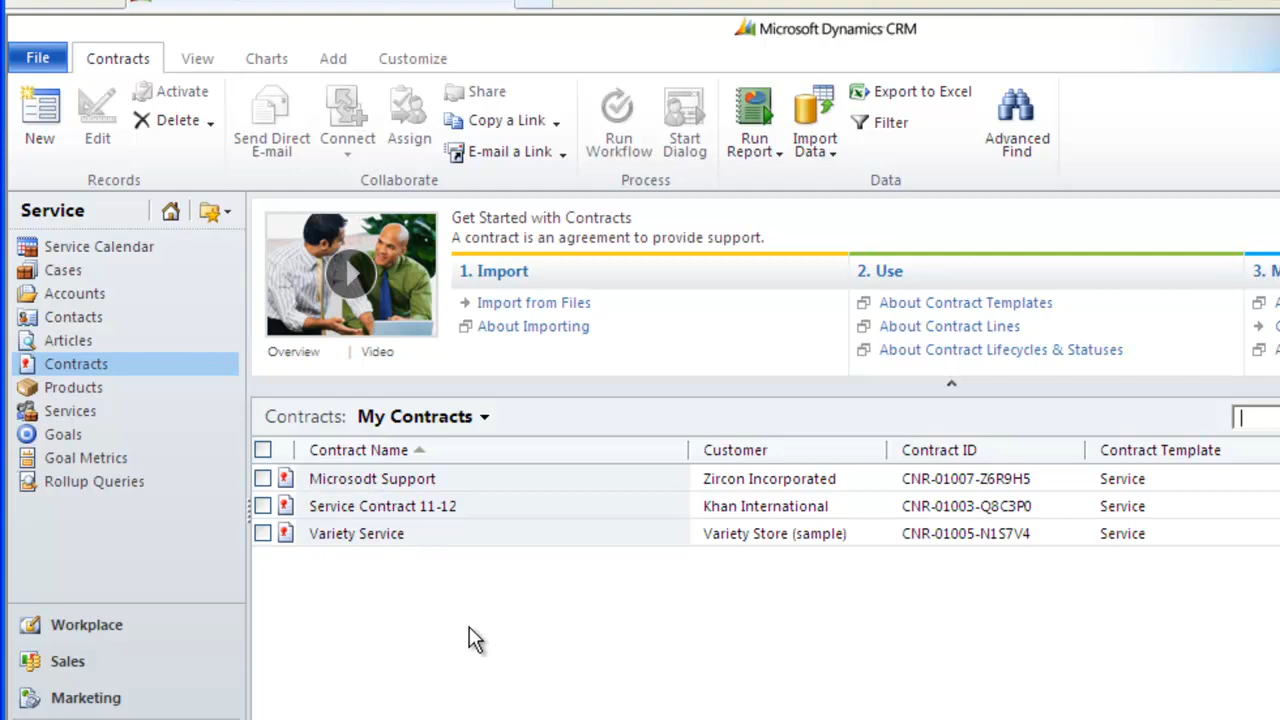 Microsoft Dynamics CRM
File Contracts View Charts Add Customize
New Edit Activate Delete
Records
Send Direct E-mail Connect Assign Share Copy a Link E-mail a Link
Collaborate
Run Workflow Start Dialog
Process
Run Report Import Data Export to Excel Filter Advanced Find
Data
Service
Service Calendar
Cases
Accounts
Contacts
Articles
Contracts
Products
Services
Goals
Goal Metrics
Rollup Queries
Workplace
Sales
Marketing
Get Started with Contracts
A contract is an agreement to provide support.
Overview | Video
1. Import
Import from Files
About Importing
2. Use
About Contract Templates
About Contract Lines
About Contract Lifecycles & Statuses
3.
Contracts: My Contracts
Contract Name Customer Contract ID Contract Template
Microsodt Support Zircon Incorporated CNR-01007-Z6R9H5 Service
Service Contract 11-12 Khan International CNR-01003-Q8C3P0 Service
Variety Service Variety Store (sample) CNR-01005-N1S7V4 Service